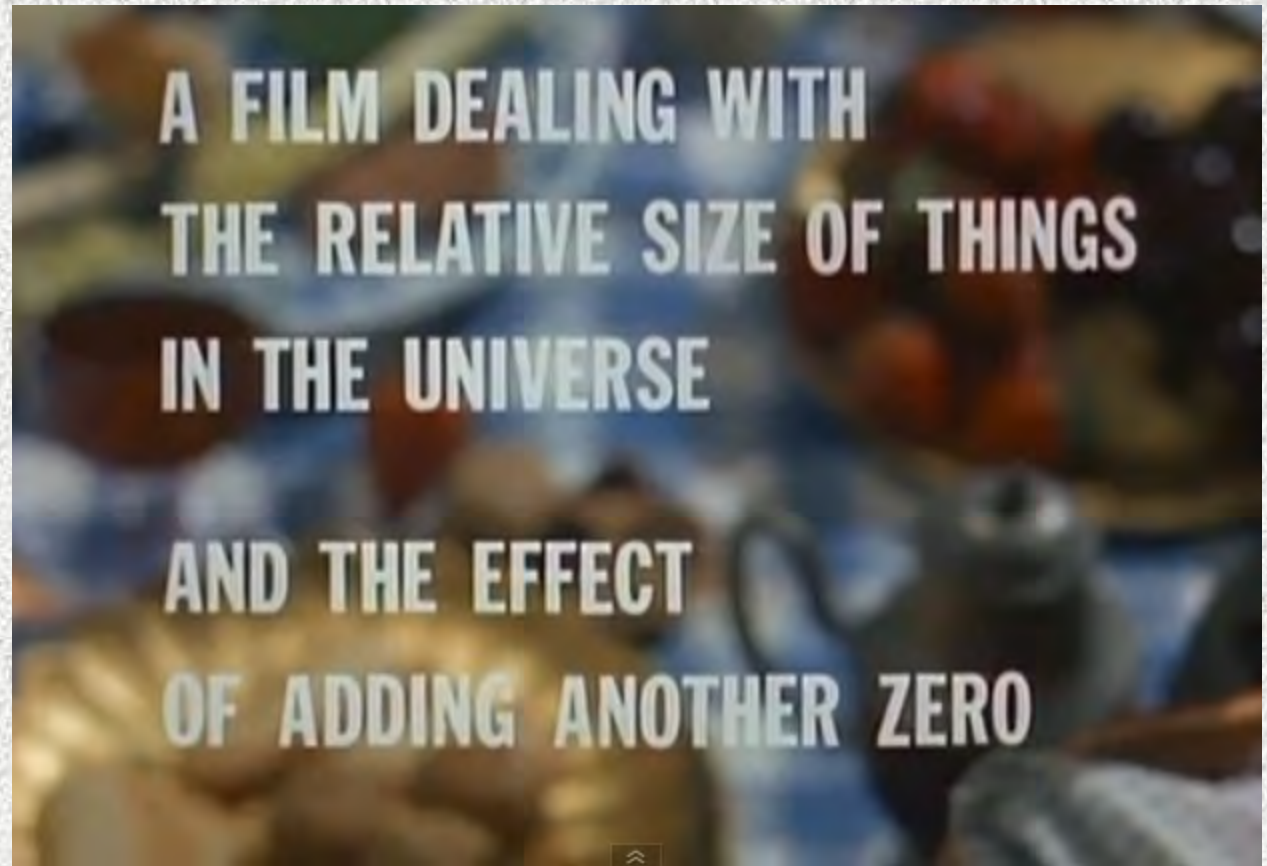 A FILM DEALING WITH
THE RELATIVE SIZE OF THINGS
IN THE UNIVERSE
AND THE EFFECT
OF ADDING ANOTHER ZERO